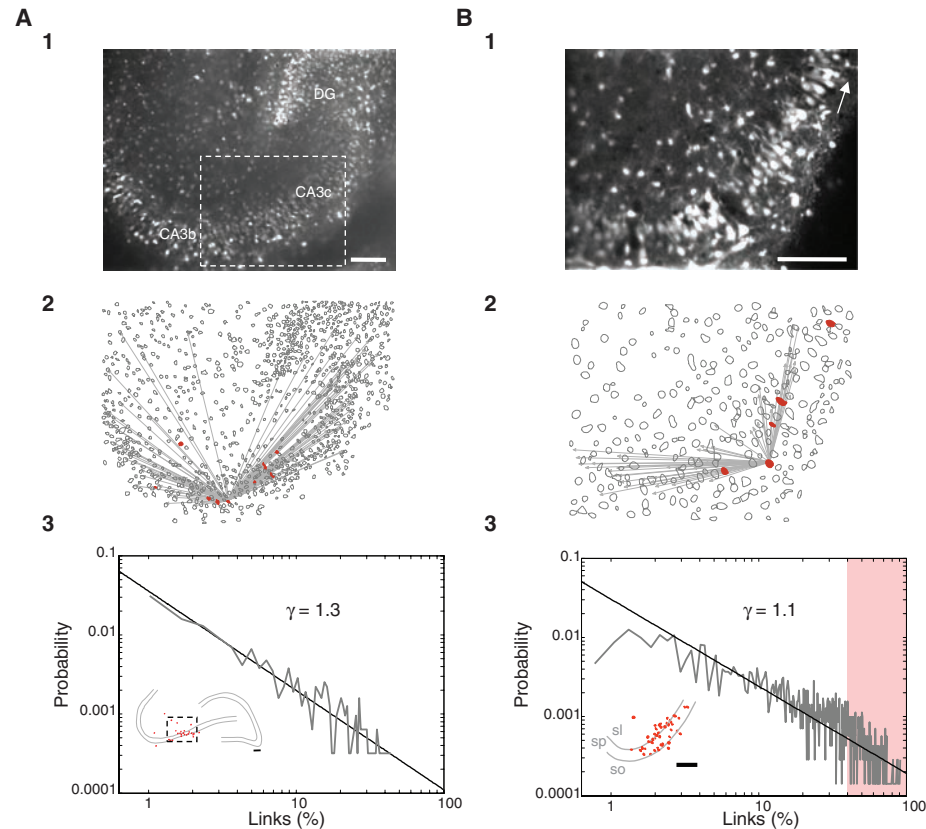 A
1
DG
CA3c
CA3b
2
3
0.1
0.01
0.001
0.0001
Probability
γ = 1.3
1
10
100
Links (%)
B
1
2
3
0.1
0.01
0.001
0.0001
Probability
γ = 1.1
sp
sl
so
1
10
100
Links (%)